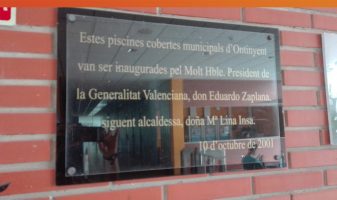 Estes piscines cobertes municipals d'Ontinyent
van ser inaugurades pel Molt Hble. President de
la Generalitat Valenciana, don Eduardo Zaplana,
siguent alcaldessa, doña Mª Lina Insa.
10 d'octubre de 2001